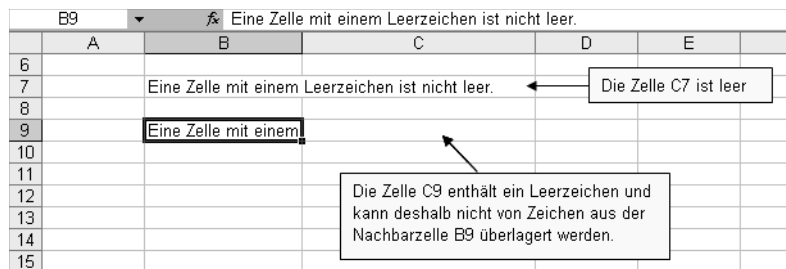 B9 fx Eine Zelle mit einem Leerzeichen ist nicht leer.
A B C D E
6
7 Eine Zelle mit einem Leerzeichen ist nicht leer. Die Zelle C7 ist leer
8
9 Eine Zelle mit einem
10
11
12 Die Zelle C9 enthält ein Leerzeichen und
13 kann deshalb nicht von Zeichen aus der
14 Nachbarzelle B9 überlagert werden.
15